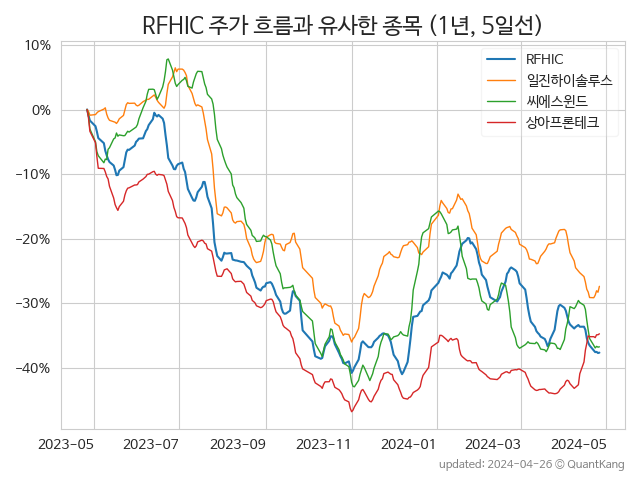 RFHIC 주가 흐름과 유사한 종목 (1년, 5일선)
10%
0%
−10%
−20%
−30%
−40%
RFHIC
일진하이솔루스
씨에스윈드
상아프론테크
2023-05
2023-07
2023-09
2023-11
2024-01
2024-03
2024-05
updated: 2024-04-26 © QuantKang